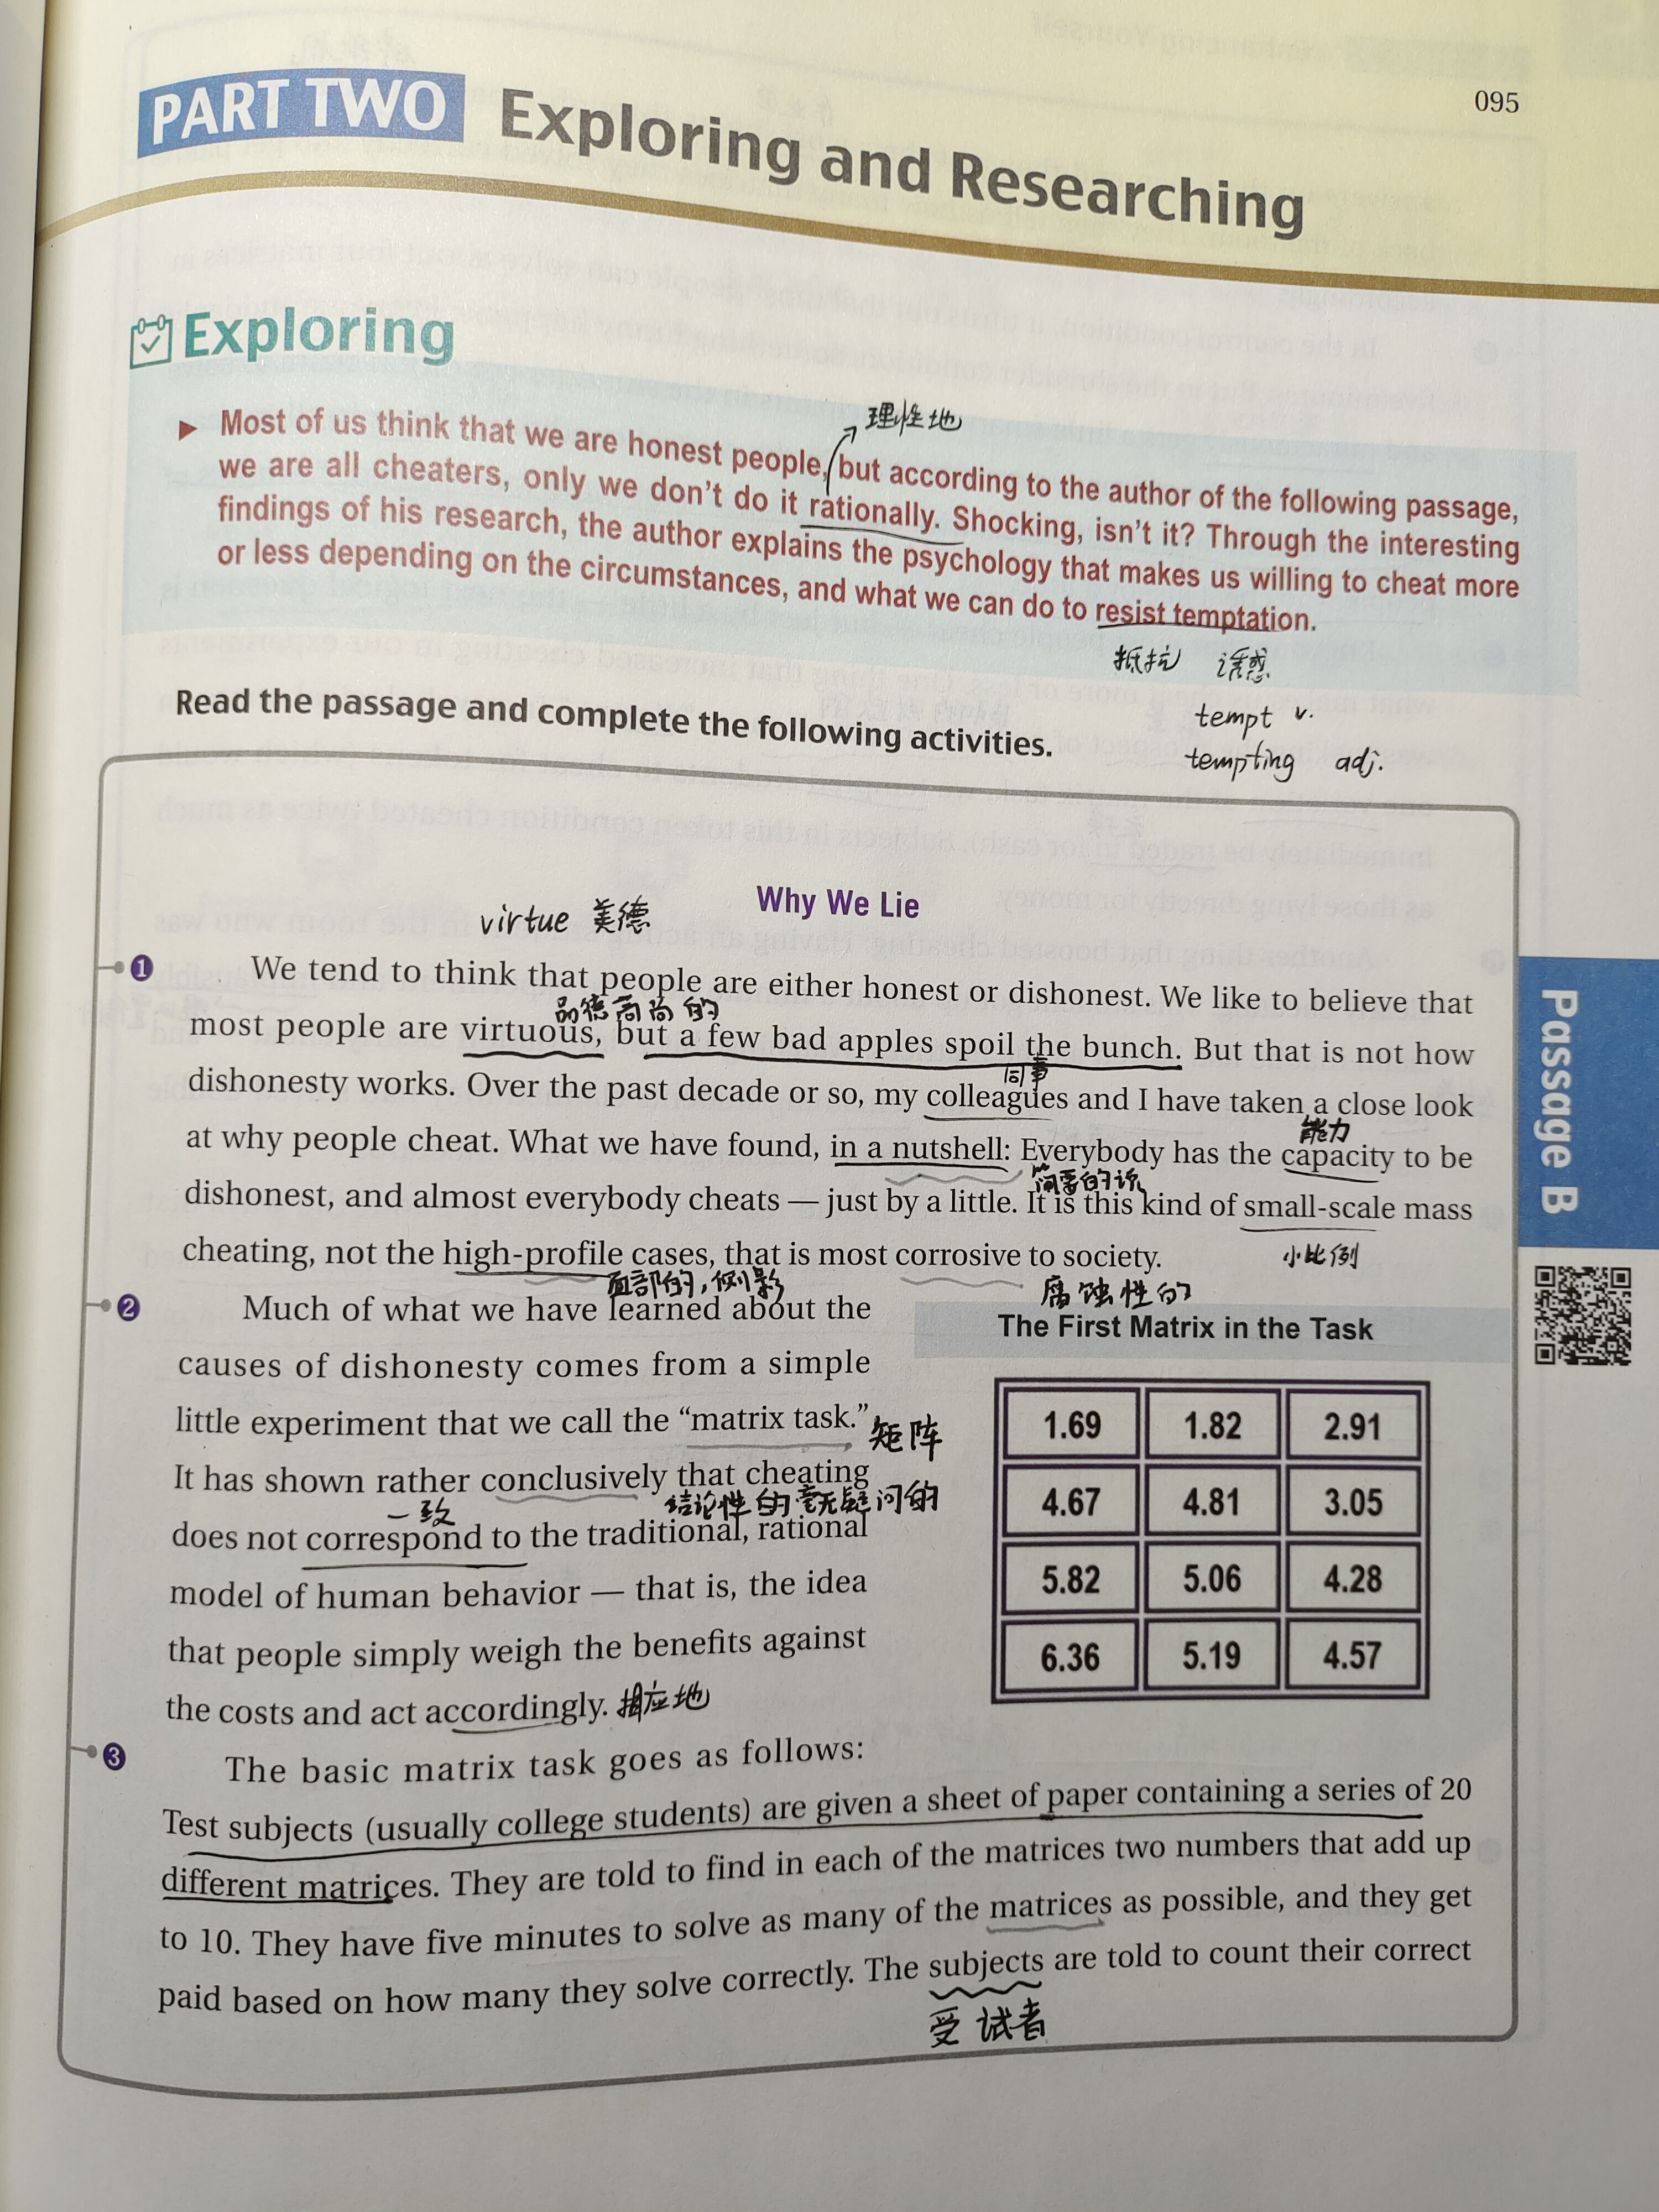 095
PART TWO Exploring and Researching
Exploring
理性地
Most of us think that we are honest people, but according to the author of the following passage,
we are all cheaters, only we don't do it rationally. Shocking, isn't it? Through the interesting
findings of his research, the author explains the psychology that makes us willing to cheat more
or less depending on the circumstances, and what we can do to resist temptation.
抵抗 诱惑
tempt v.
Read the passage and complete the following activities.
tempting adj.
Why We Lie
virtue 美德
1 We tend to think that people are either honest or dishonest. We like to believe that
品德高尚的
most people are virtuous, but a few bad apples spoil the bunch. But that is not how
同事
dishonesty works. Over the past decade or so, my colleagues and I have taken a close look
能力
at why people cheat. What we have found, in a nutshell: Everybody has the capacity to be
简要的说
dishonest, and almost everybody cheats — just by a little. It is this kind of small-scale mass
cheating, not the high-profile cases, that is most corrosive to society.
小比例
面部的,侧影
腐蚀性的
2 Much of what we have learned about the
causes of dishonesty comes from a simple
little experiment that we call the “matrix task.”
矩阵
It has shown rather conclusively that cheating
一致
结论性的毫无疑问的
does not correspond to the traditional, rational
model of human behavior — that is, the idea
that people simply weigh the benefits against
the costs and act accordingly.
相应地
The First Matrix in the Task
1.69 1.82 2.91
4.67 4.81 3.05
5.82 5.06 4.28
6.36 5.19 4.57
3 The basic matrix task goes as follows:
Test subjects (usually college students) are given a sheet of paper containing a series of 20
different matrices. They are told to find in each of the matrices two numbers that add up
to 10. They have five minutes to solve as many of the matrices as possible, and they get
paid based on how many they solve correctly. The subjects are told to count their correct
受试者
Passage B